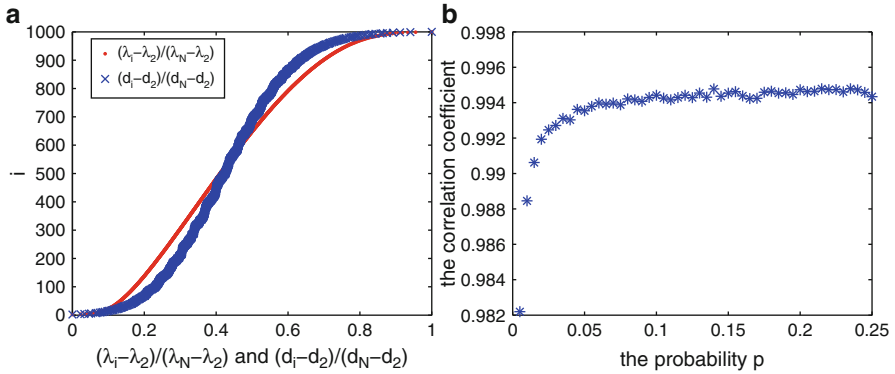 a
1000
900
800
700
600
500
400
300
200
100
0
i
(λi–λ2)/(λN–λ2)
(di–d2)/(dN–d2)
0 0.2 0.4 0.6 0.8 1
(λi–λ2)/(λN–λ2) and (di–d2)/(dN–d2)
b
0.998
0.996
0.994
0.992
0.99
0.988
0.986
0.984
0.982
the correlation coefficient
0 0.05 0.1 0.15 0.2 0.25
the probability p